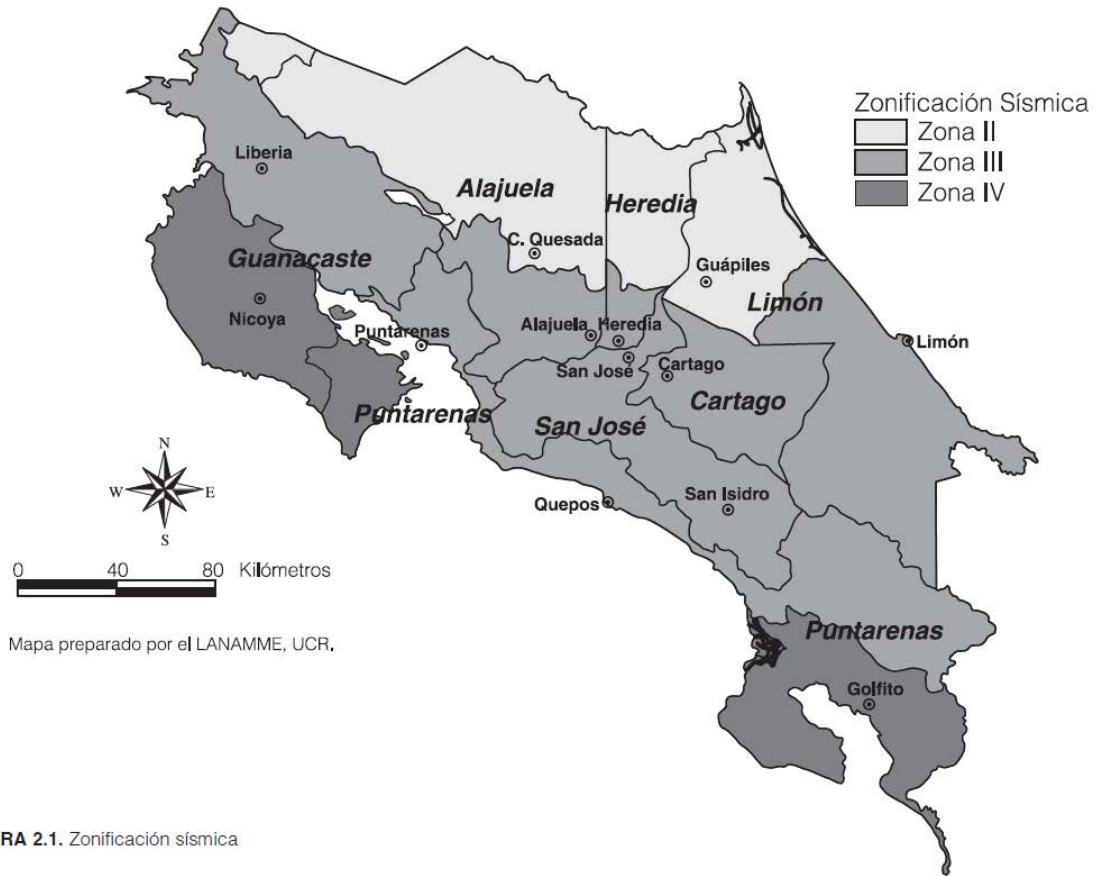 Zonificación Sísmica
Zona II
Zona III
Zona IV
Liberia
Alajuela
Heredia
C. Quesada
Guanacaste
Guápiles
Nicoya
Limón
Puntarenas
Alajuela Heredia
Limón
San José
Cartago
Cartago
Puntarenas
San José
N
W E
S
San Isidro
Quepos
0 40 80 Kilómetros
Puntarenas
Mapa preparado por el LANAMME, UCR.
Golfito
RA 2.1. Zonificación sísmica